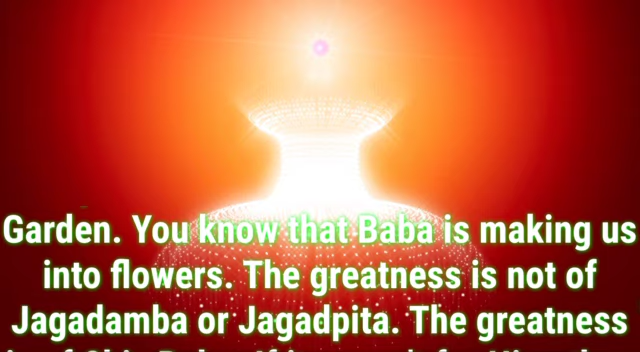 Garden. You know that Baba is making us
into flowers. The greatness is not of
Jagadamba or Jagadpita. The greatness